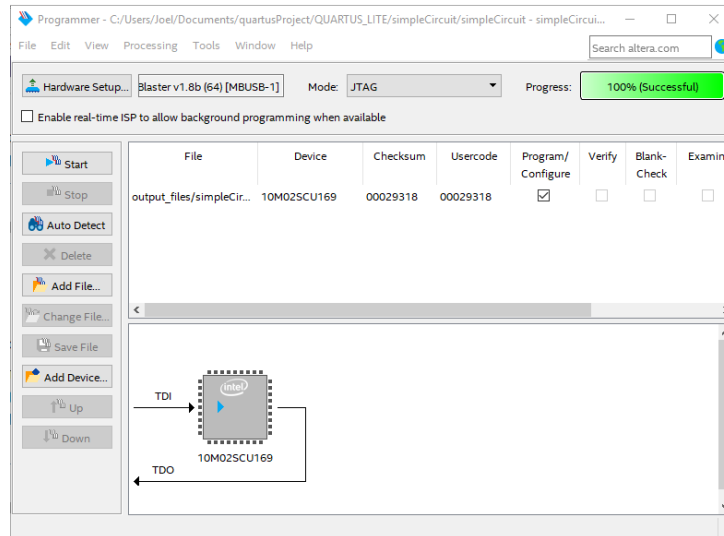 Programmer - C:/Users/Joel/Documents/quartusProject/QUARTUS_LITE/simpleCircuit/simpleCircuit - simpleCircui...
File Edit View Processing Tools Window Help
Search altera.com
Hardware Setup... Blaster v1.8b (64) [MBUSB-1] Mode: JTAG Progress: 100% (Successful)
Enable real-time ISP to allow background programming when available
Start
Stop
Auto Detect
Delete
Add File...
Change File...
Save File
Add Device...
Up
Down
File Device Checksum Usercode Program/ Verify Blank- Examin
Configure Check
output_files/simpleCir... 10M02SCU169 00029318 00029318
intel
TDI
10M02SCU169
TDO